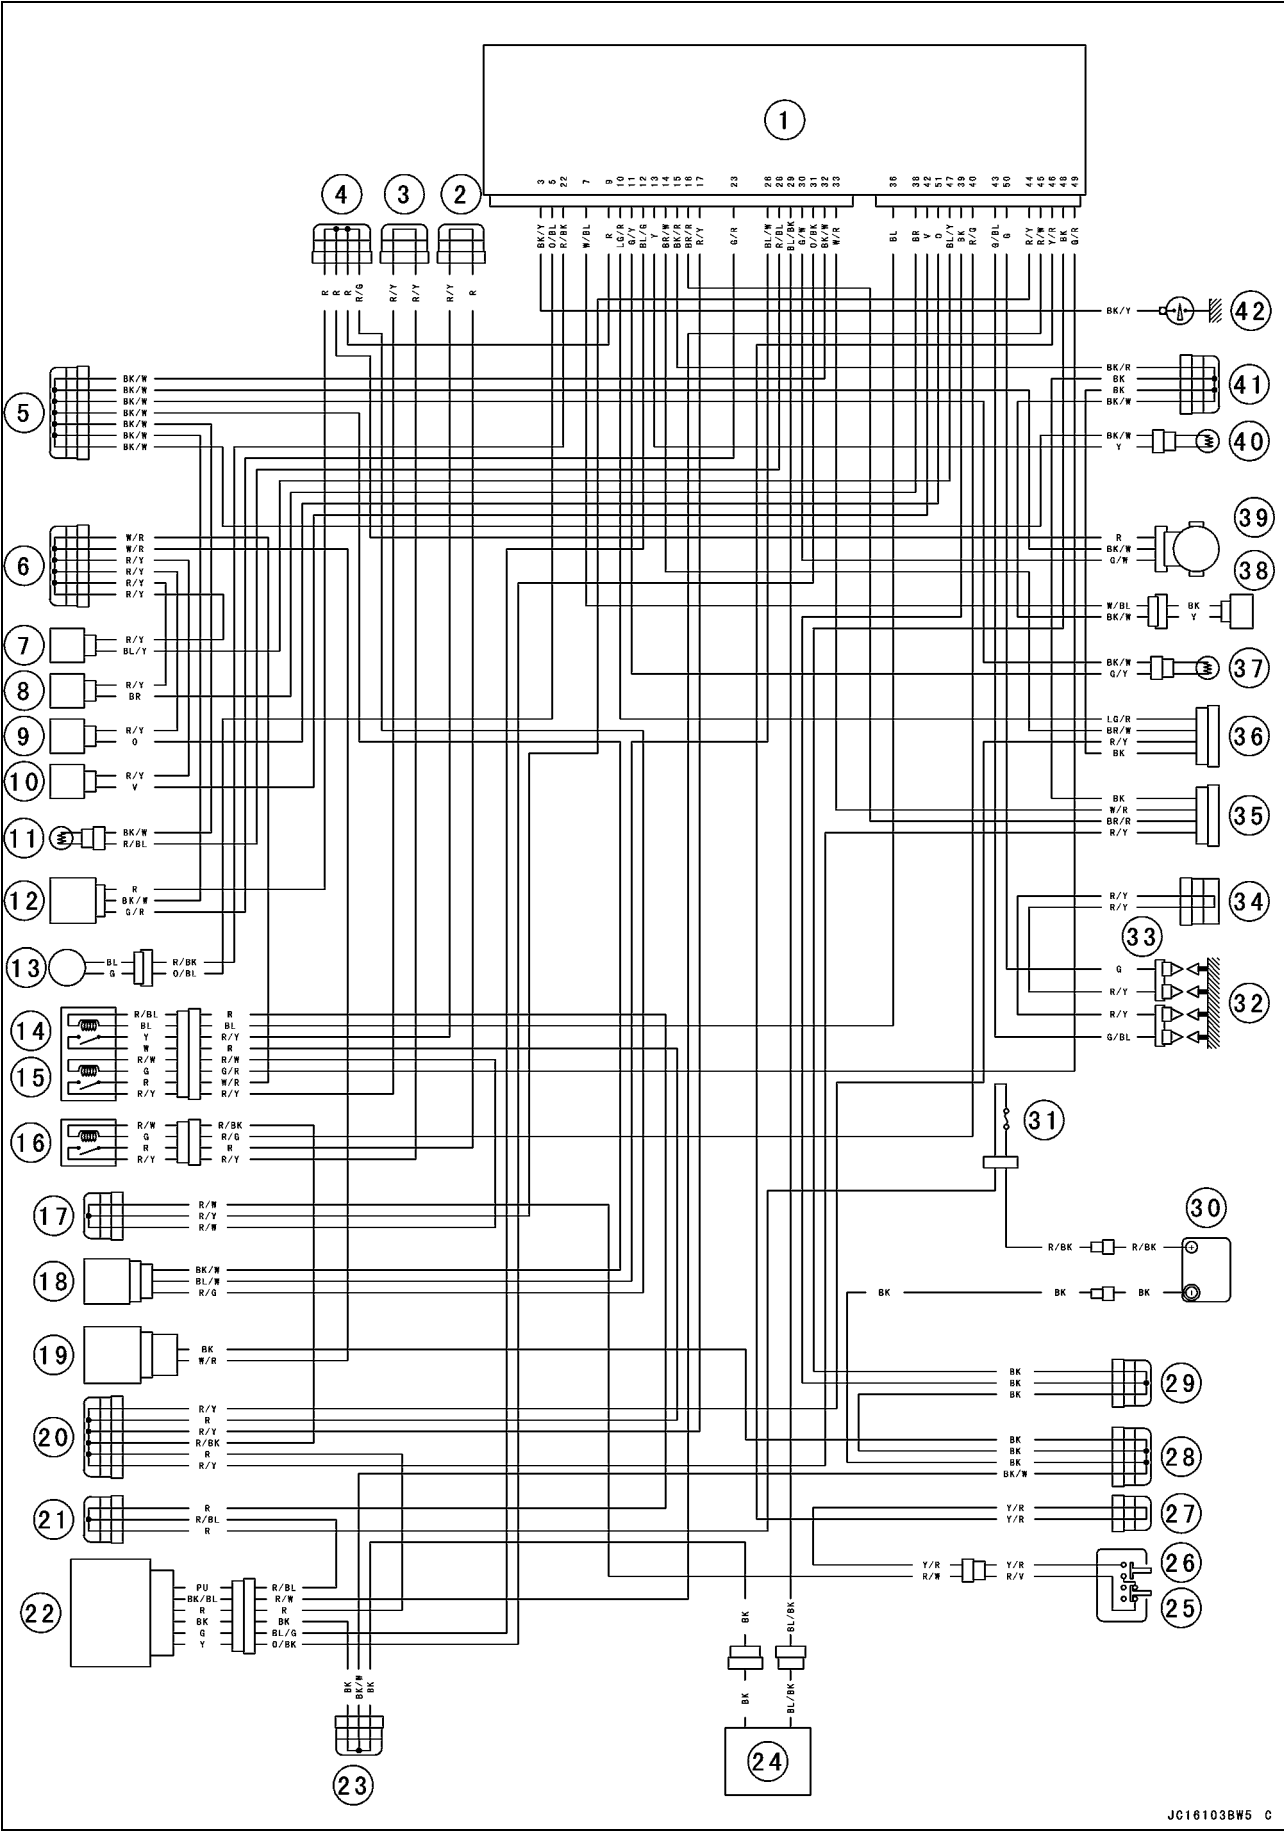 1
4
3
2
3 5 22 7 9 10 11 12 13 14 15 16 17 23 26 28 29 30 31 32 33 36 38 42 51 47 39 40 43 50 44 45 46 48 49
BK/Y O/BL R/BK W/BL R LG/R G/Y BL/G Y BR/W BK/R BR/R R/Y G/R BL/W R/BL BL/BK G/W O/BK BK/W W/R BL BR V O BL/Y BK R/G G/BL G R/Y R/W Y/R BK G/R
R R R R/G
R/Y R/Y
R/Y R
5
BK/W
BK/W
BK/W
BK/W
BK/W
BK/W
BK/W
6
W/R
W/R
R/Y
R/Y
R/Y
R/Y
7
R/Y
BL/Y
8
R/Y
BR
9
R/Y
O
10
R/Y
V
11
BK/W
R/BL
12
R
BK/W
G/R
13
BL R/BK
G O/BL
14
R/BL R
BL BL
Y R/Y
W R
15
R/W R/W
G G/R
R W/R
R/Y R/Y
16
R/W R/BK
G R/G
R R
R/Y R/Y
17
R/W
R/Y
R/W
18
BK/W
BL/W
R/G
19
BK
W/R
20
R/Y
R
R/Y
R/BK
R
R/Y
21
R
R/BL
R
22
PU R/BL
BK/BL R/W
R R
BK BK
G BL/G
Y O/BK
BK BK/W BK
23
BK BL/BK
BK BL/BK
24
BK/Y
42
BK/R
BK
BK
BK/W
41
BK/W
Y
40
39
R
BK/W
G/W
38
W/BL BK
BK/W Y
BK/W
G/Y
37
LG/R
BR/W
R/Y
BK
36
BK
W/R
BR/R
R/Y
35
R/Y
R/Y
34
33
G
R/Y
R/Y
G/BL
32
31
30
R/BK R/BK
BK BK BK
BK
BK
BK
29
BK
BK
BK
BK/W
28
Y/R
Y/R
27
Y/R Y/R
R/W R/V
26
25
JC16103BW5 C